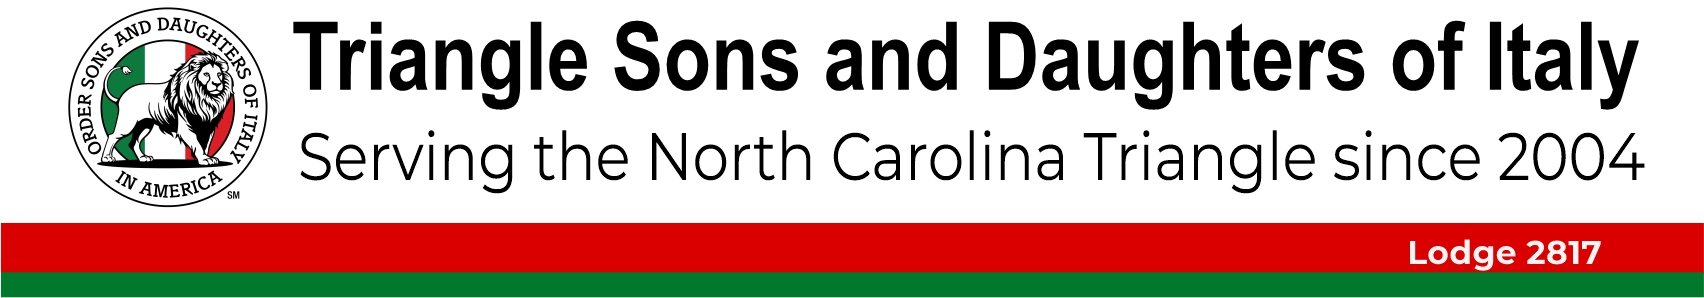 ORDER SONS AND DAUGHTERS OF ITALY
IN AMERICA
SM
Triangle Sons and Daughters of Italy
Serving the North Carolina Triangle since 2004
Lodge 2817